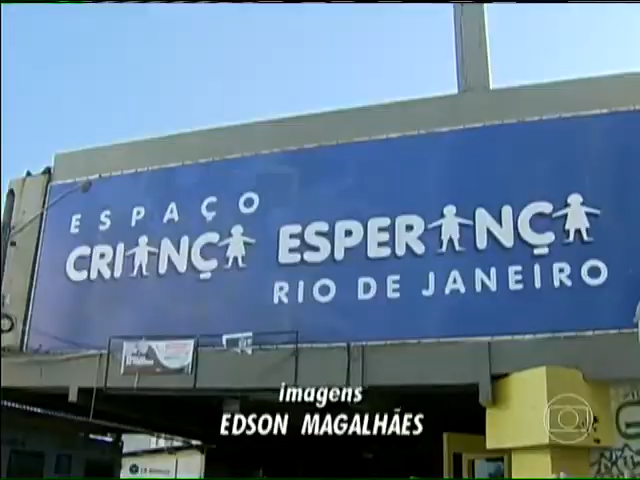 ESPAÇO
CRIANÇA ESPERANÇA
RIO DE JANEIRO
imagens
EDSON MAGALHÃES